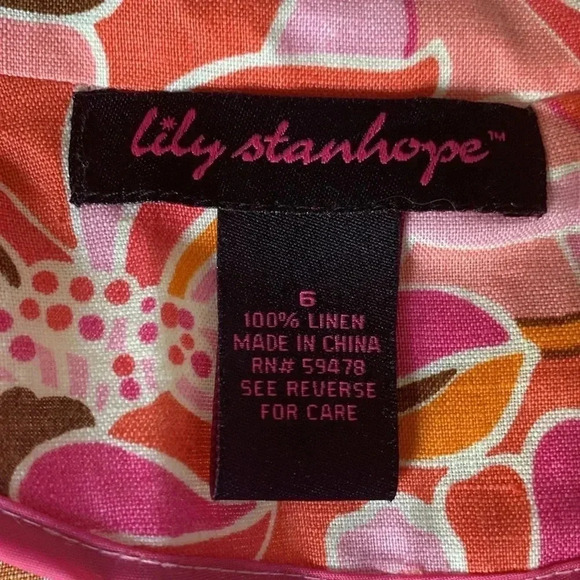 lily stanhope™
6
100% LINEN
MADE IN CHINA
RN# 59478
SEE REVERSE
FOR CARE